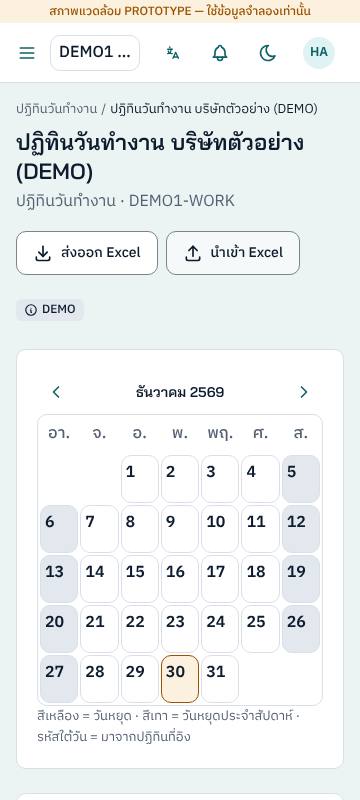 สภาพแวดล้อม PROTOTYPE — ใช้ข้อมูลจำลองเท่านั้น
DEMO1 ...
HA
ปฏิทินวันทำงาน / ปฏิทินวันทำงาน บริษัทตัวอย่าง (DEMO)
ปฏิทินวันทำงาน บริษัทตัวอย่าง
(DEMO)
ปฏิทินวันทำงาน · DEMO1-WORK
ส่งออก Excel
นำเข้า Excel
DEMO
ธันวาคม 2569
อา. จ. อ. พ. พฤ. ศ. ส.
1 2 3 4 5
6 7 8 9 10 11 12
13 14 15 16 17 18 19
20 21 22 23 24 25 26
27 28 29 30 31
สีเหลือง = วันหยุด · สีเทา = วันหยุดประจำสัปดาห์ ·
รหัสใต้วัน = มาจากปฏิทินที่อิง